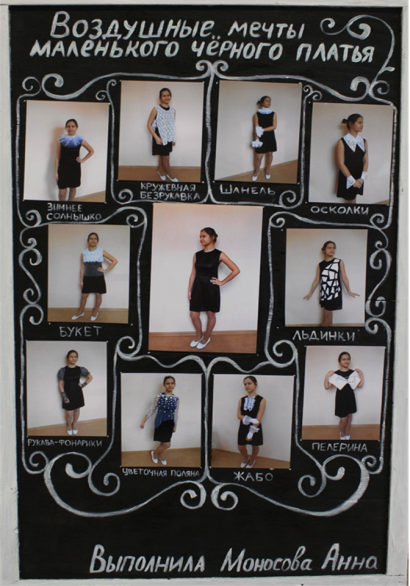 Воздушные мечты
маленького чёрного платья
Зимнее
солнышко
Кружевная
безрукавка
Шанель
Осколки
Букет
Льдинки
Рукава-фонарики
Цветочная поляна
Жабо
Пелерина
Выполнила Моносова Анна